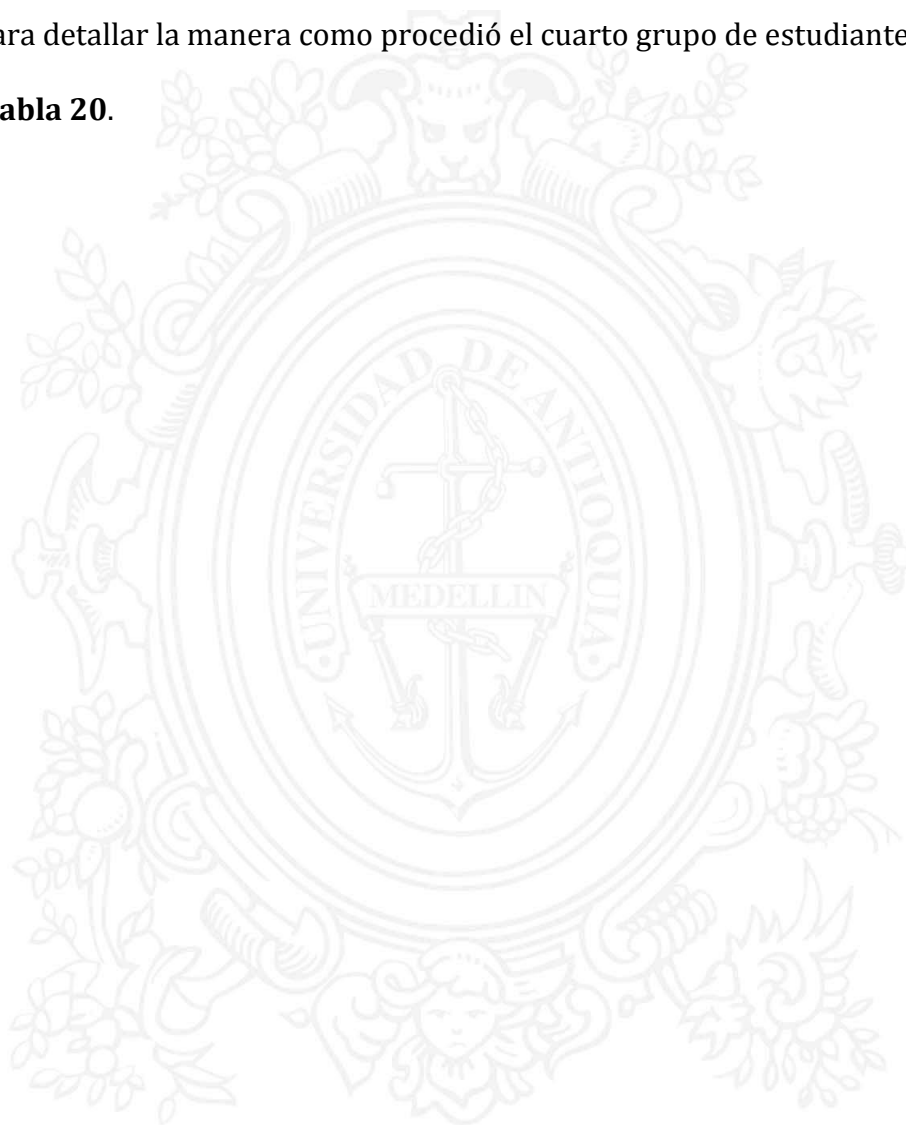 ara detallar la manera como procedió el cuarto grupo de estudiante
abla 20.
UNIVERSIDAD DE ANTIOQUIA
MEDELLIN